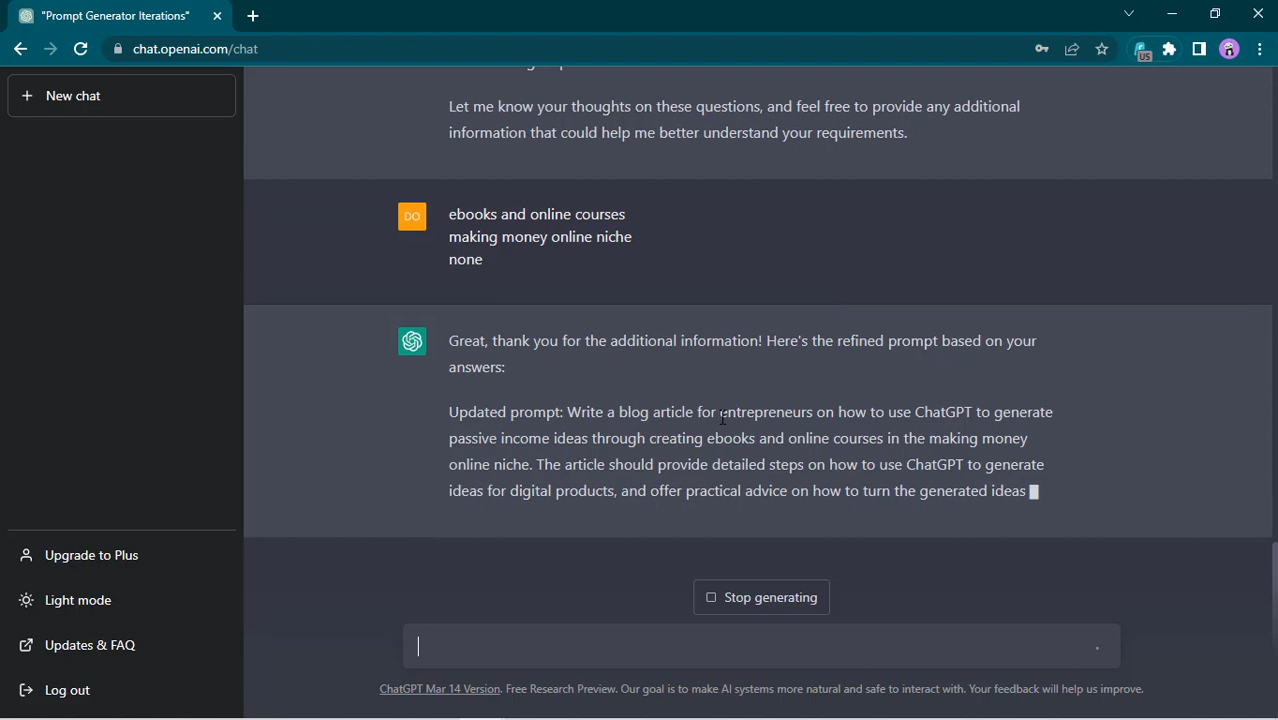 "Prompt Generator Iterations"
chat.openai.com/chat
US
New chat
Let me know your thoughts on these questions, and feel free to provide any additional
information that could help me better understand your requirements.
DO
ebooks and online courses
making money online niche
none
Great, thank you for the additional information! Here's the refined prompt based on your
answers:
Updated prompt: Write a blog article for entrepreneurs on how to use ChatGPT to generate
passive income ideas through creating ebooks and online courses in the making money
online niche. The article should provide detailed steps on how to use ChatGPT to generate
ideas for digital products, and offer practical advice on how to turn the generated ideas
Upgrade to Plus
Light mode
Updates & FAQ
Log out
Stop generating
ChatGPT Mar 14 Version. Free Research Preview. Our goal is to make AI systems more natural and safe to interact with. Your feedback will help us improve.